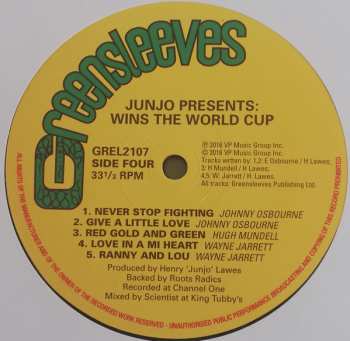 Greensleeves
JUNJO PRESENTS:
WINS THE WORLD CUP
GREL2107
SIDE FOUR
33 1/3 RPM
℗ 2016 VP Music Group Inc.
© 2016 VP Music Group Inc.
Tracks written by: 1,2: E Osbourne / H Lawes;
3: H Mundell / H Lawes;
4,5: W. Jarrett / H Lawes.
All tracks: Greensleeves Publishing Ltd.
1. NEVER STOP FIGHTING JOHNNY OSBOURNE
2. GIVE A LITTLE LOVE JOHNNY OSBOURNE
3. RED GOLD AND GREEN HUGH MUNDELL
4. LOVE IN A MI HEART WAYNE JARRETT
5. RANNY AND LOU WAYNE JARRETT
Produced by Henry 'Junjo' Lawes
Backed by Roots Radics
Recorded at Channel One
Mixed by Scientist at King Tubby's
ALL RIGHTS OF THE MANUFACTURER AND OF THE OWNER OF THE RECORDED WORK RESERVED - UNAUTHORISED PUBLIC PERFORMANCE BROADCASTING AND COPYING OF THIS RECORD PROHIBITED